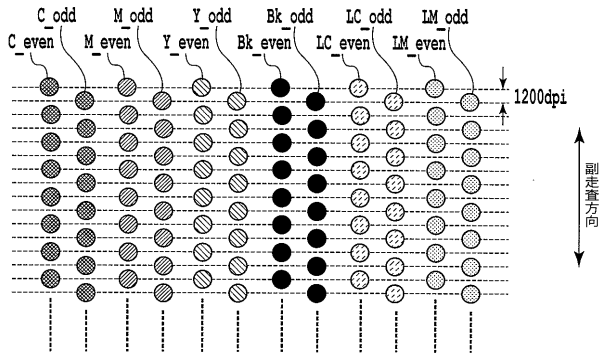 C_odd M_odd Y_odd Bk_odd LC_odd LM_odd
C_even M_even Y_even Bk_even LC_even LM_even
1200dpi
副走査方向